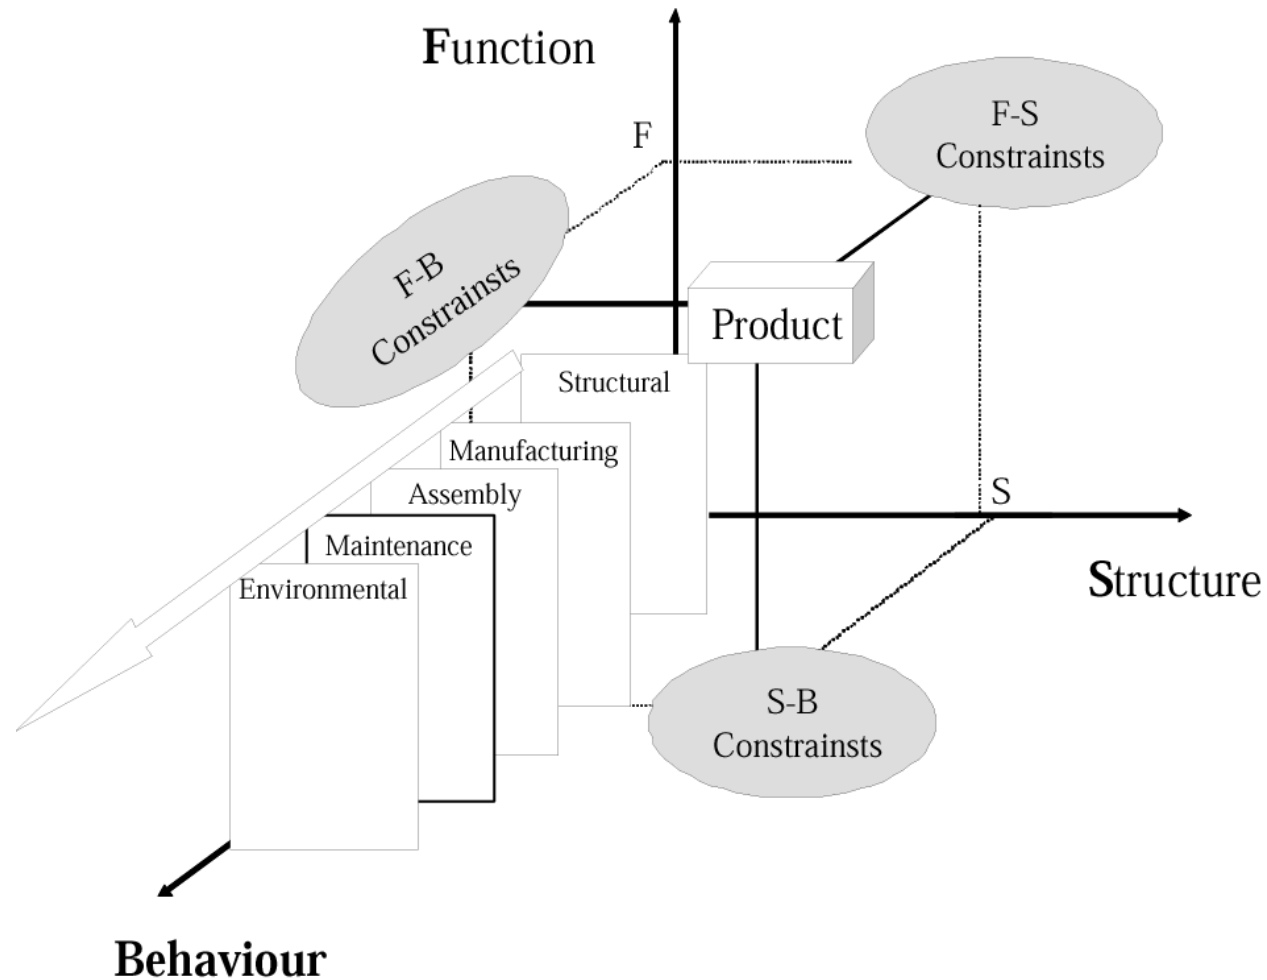 Function
F
F-S
Constrainsts
F-B
Constrainsts
Product
Structural
Manufacturing
Assembly
Maintenance
Environmental
S
Structure
S-B
Constrainsts
Behaviour